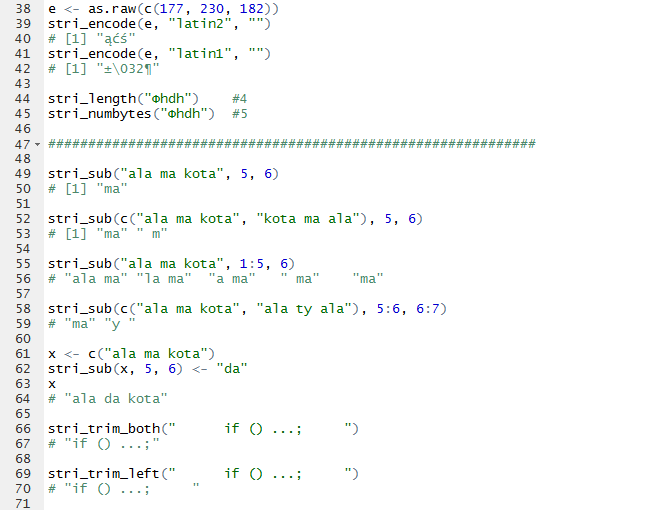 38 e <- as.raw(c(177, 230, 182))
39 stri_encode(e, "latin2", "")
40 # [1] "ąćś"
41 stri_encode(e, "latin1", "")
42 # [1] "±\032¶"
43
44 stri_length("Φhdh")    #4
45 stri_numbytes("Φhdh")  #5
46
47 #############################################################
48
49 stri_sub("ala ma kota", 5, 6)
50 # [1] "ma"
51
52 stri_sub(c("ala ma kota", "kota ma ala"), 5, 6)
53 # [1] "ma" " m"
54
55 stri_sub("ala ma kota", 1:5, 6)
56 # "ala ma" "la ma"  "a ma"   " ma"    "ma"
57
58 stri_sub(c("ala ma kota", "ala ty ala"), 5:6, 6:7)
59 # "ma" "y "
60
61 x <- c("ala ma kota")
62 stri_sub(x, 5, 6) <- "da"
63 x
64 # "ala da kota"
65
66 stri_trim_both("      if () ...;     ")
67 # "if () ...;"
68
69 stri_trim_left("      if () ...;     ")
70 # "if () ...;     "
71